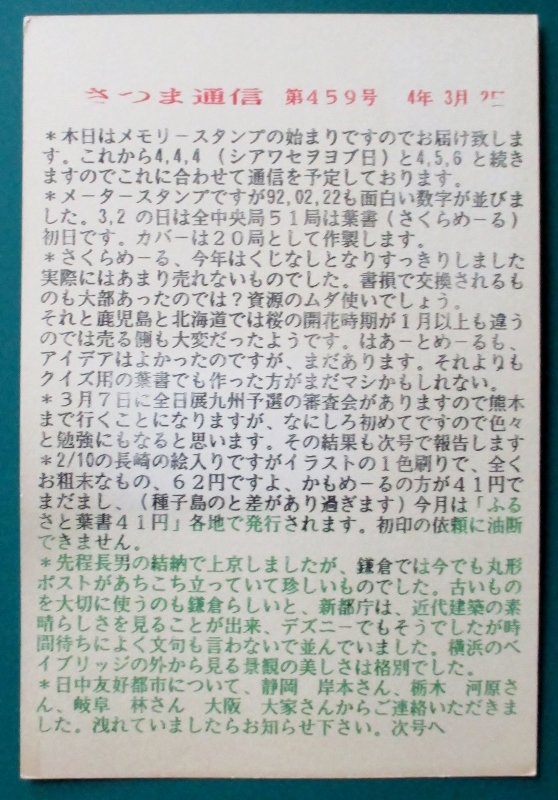 さつま通信 第４５９号 4年 3月 2日
＊本日はメモリースタンプの始まりですのでお届け致しま
す。これから4,4,4 （シアワセヲヨブ日）と4,5,6 と続き
ますのでこれに合わせて通信を予定しております。
＊メータースタンプですが92,02,22も面白い数字が並びま
した。3,2 の日は全中央局５１局は葉書（さくらめーる）
初日です。カバーは２０局として作製します。
＊さくらめーる、今年はくじなしとなりすっきりしました
実際にはあまり売れないものでした。書損で交換されるも
のも大部あったのでは？資源のムダ使いでしょう。
それと鹿児島と北海道では桜の開花時期が１月以上も違う
のでは売る側も大変だったようです。はあーとめーるも、
アイデアはよかったのですが、まだあります。それよりも
クイズ用の葉書でも作った方がまだマシかもしれない。
＊３月７日に全日展九州予選の審査会がありますので熊本
まで行くことになりますが、なにしろ初めてですので色々
と勉強にもなると思います。その結果も次号で報告します
＊2/10の長崎の絵入りですがイラストの１色刷りで、全く
お粗末なもの、６２円ですよ、かもめーるの方が４１円で
まだまし、（種子島のと差があり過ぎます）今月は「ふる
さと葉書４１円」各地で発行されます。初印の依頼に油断
できません。
＊先程長男の結納で上京しましたが、鎌倉では今でも丸形
ポストがあちこち立っていて珍しいものでした。古いもの
を大切に使うのも鎌倉らしいと、新都庁は、近代建築の素
晴らしさを見ることが出来、デズニーでもそうでしたが時
間待ちによく文句も言わないで並んでいました。横浜のベ
イブリッジの外から見る景観の美しさは格別でした。
＊日中友好都市について、静岡 岸本さん、栃木 河原さ
ん、岐阜 林さん 大阪 大家さんからご連絡いただきま
した。洩れていましたらお知らせ下さい。次号へ